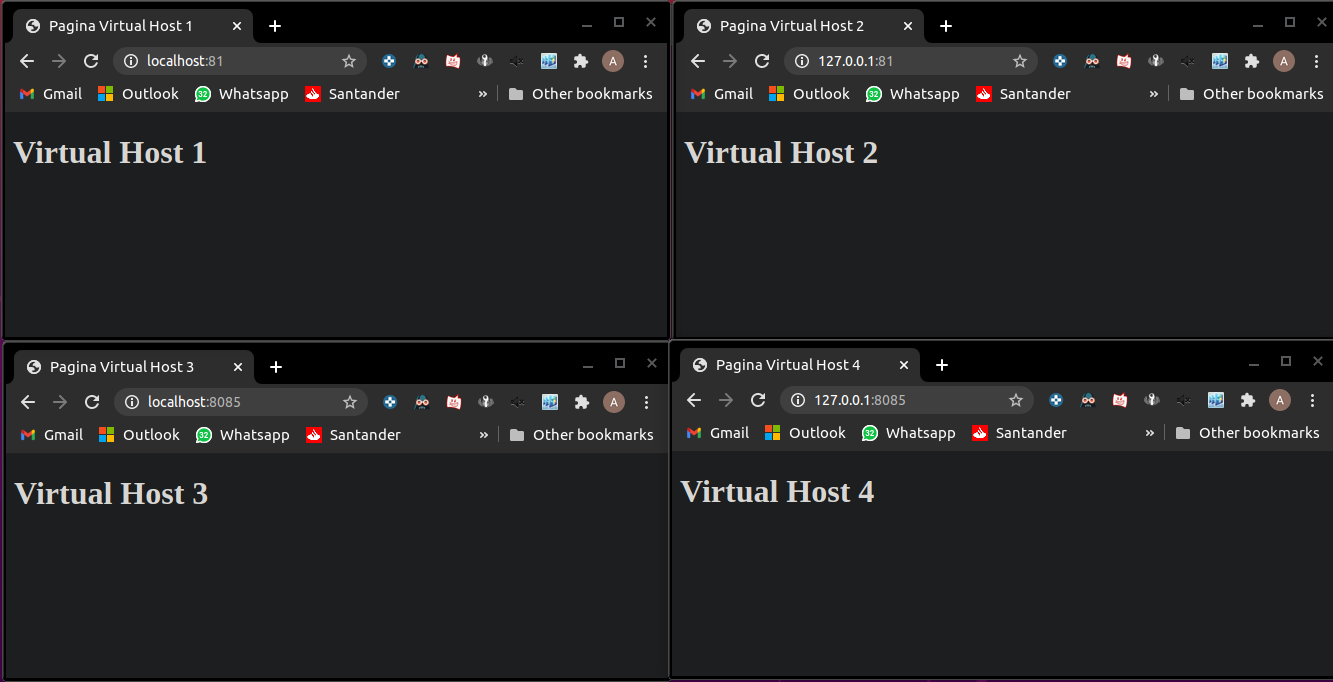 Pagina Virtual Host 1
localhost:81
A
Gmail Outlook 32 Whatsapp Santander » Other bookmarks
Virtual Host 1
Pagina Virtual Host 2
127.0.0.1:81
A
Gmail Outlook 32 Whatsapp Santander » Other bookmarks
Virtual Host 2
Pagina Virtual Host 3
localhost:8085
A
Gmail Outlook 32 Whatsapp Santander » Other bookmarks
Virtual Host 3
Pagina Virtual Host 4
127.0.0.1:8085
A
Gmail Outlook 32 Whatsapp Santander » Other bookmarks
Virtual Host 4